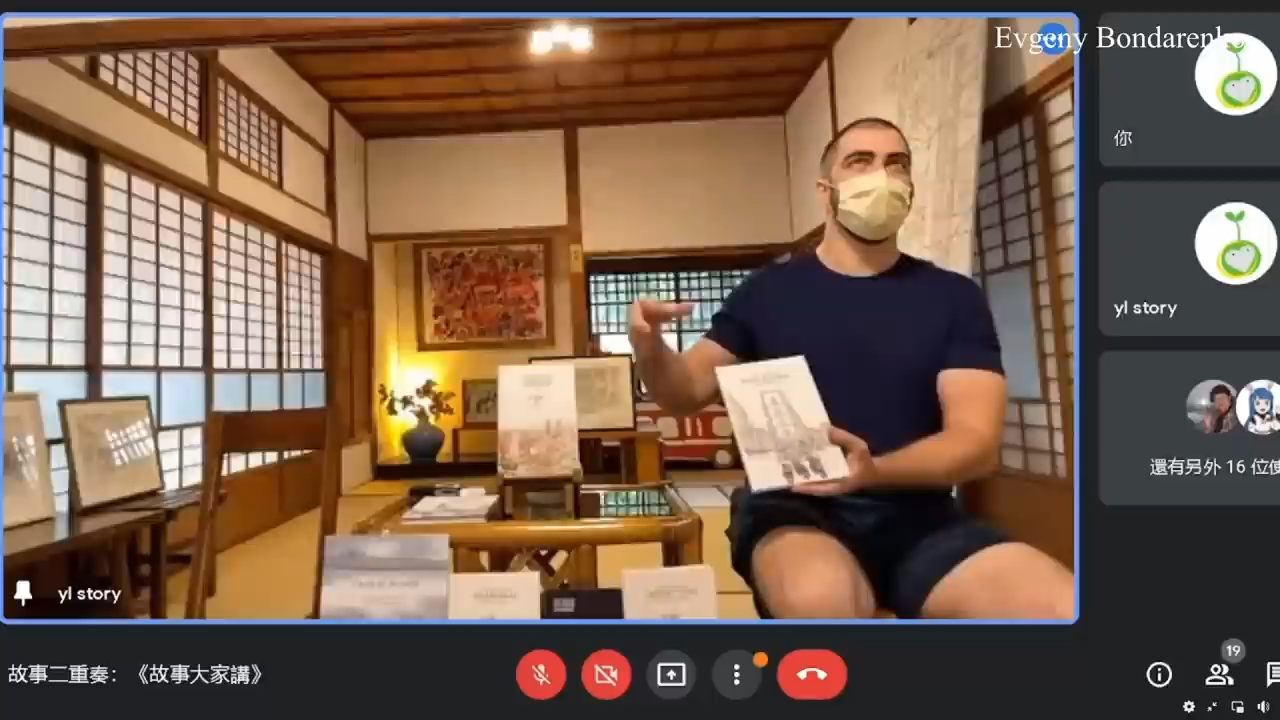 Evgeny Bondarenk
你
yl story
還有另外 16 位使
yl story
故事二重奏：《故事大家講》
19